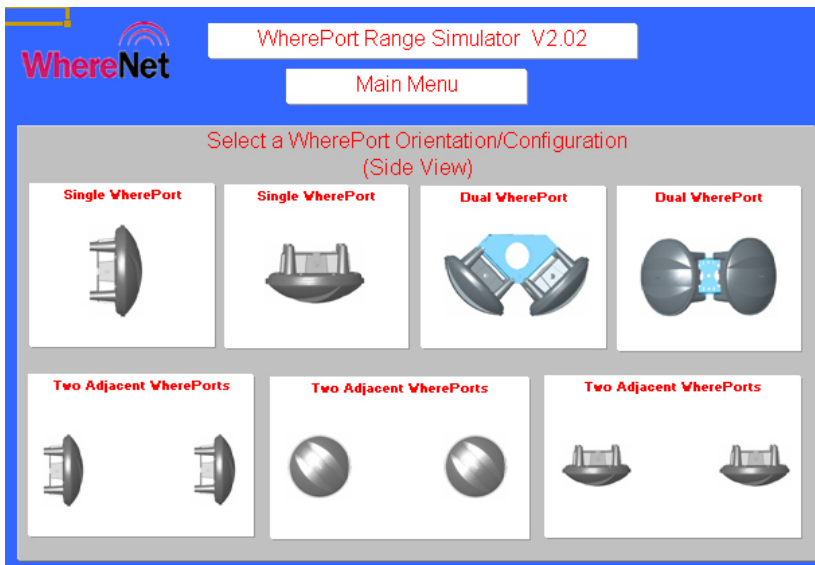 WhereNet
WherePort Range Simulator V2.02
Main Menu
Select a WherePort Orientation/Configuration
(Side View)
Single WherePort
Single WherePort
Dual WherePort
Dual WherePort
Two Adjacent WherePorts
Two Adjacent WherePorts
Two Adjacent WherePorts